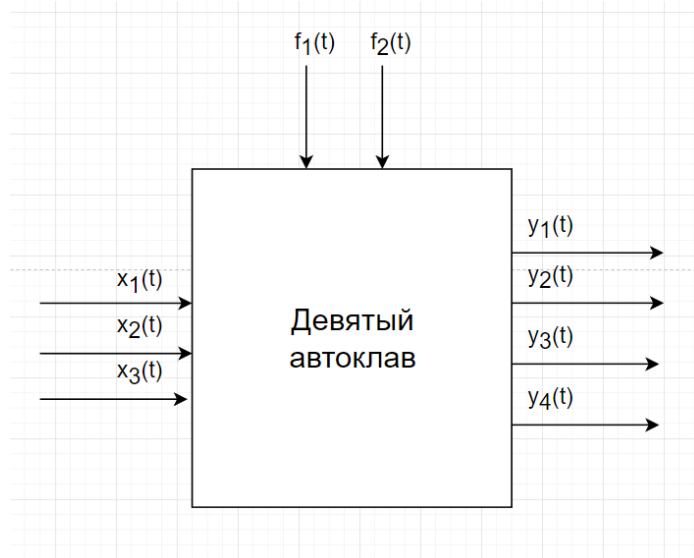 f1(t) f2(t)
y1(t)
x1(t)
y2(t)
x2(t)
Девятый
y3(t)
автоклав
x3(t)
y4(t)